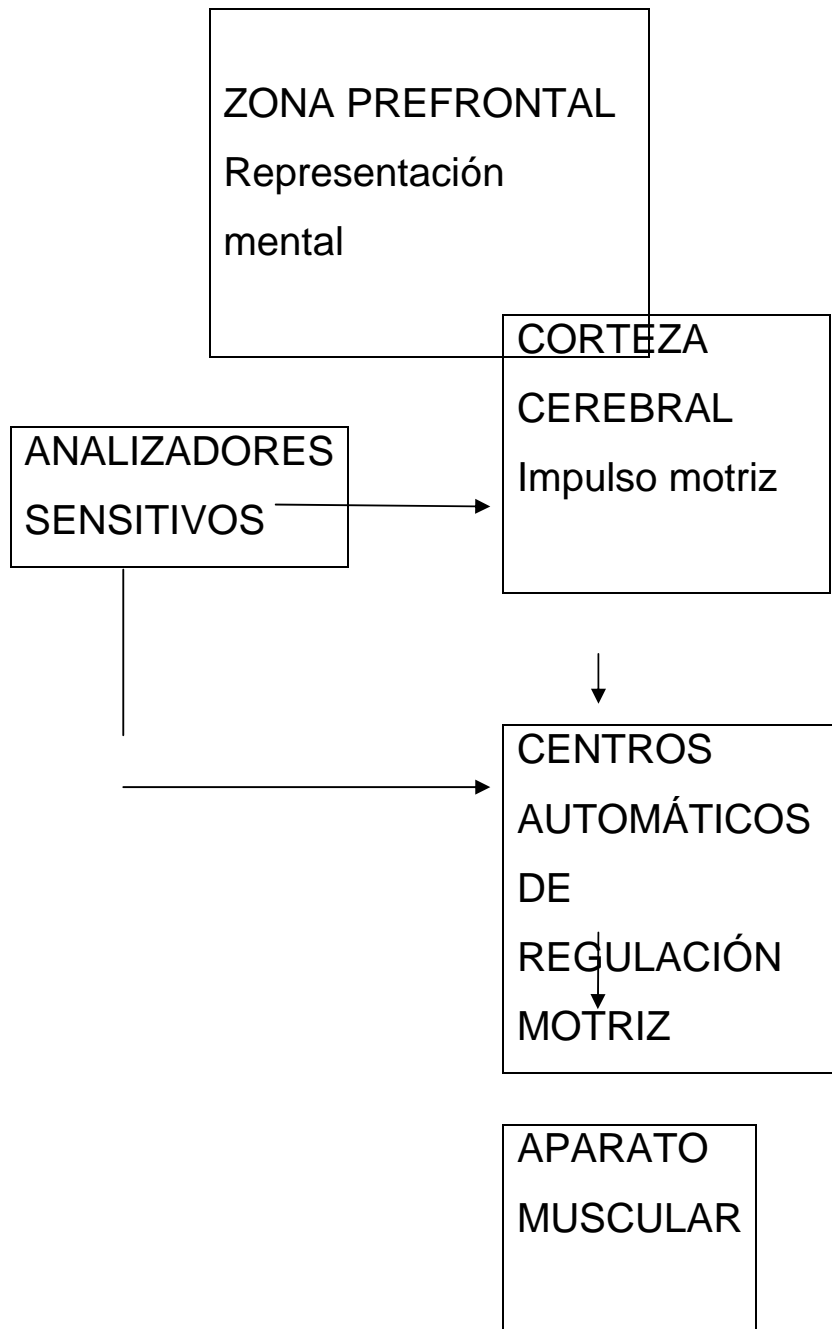 ZONA PREFRONTAL
Representación
mental
CORTEZA
CEREBRAL
Impulso motriz
ANALIZADORES
SENSITIVOS
CENTROS
AUTOMÁTICOS
DE
REGULACIÓN
MOTRIZ
APARATO
MUSCULAR